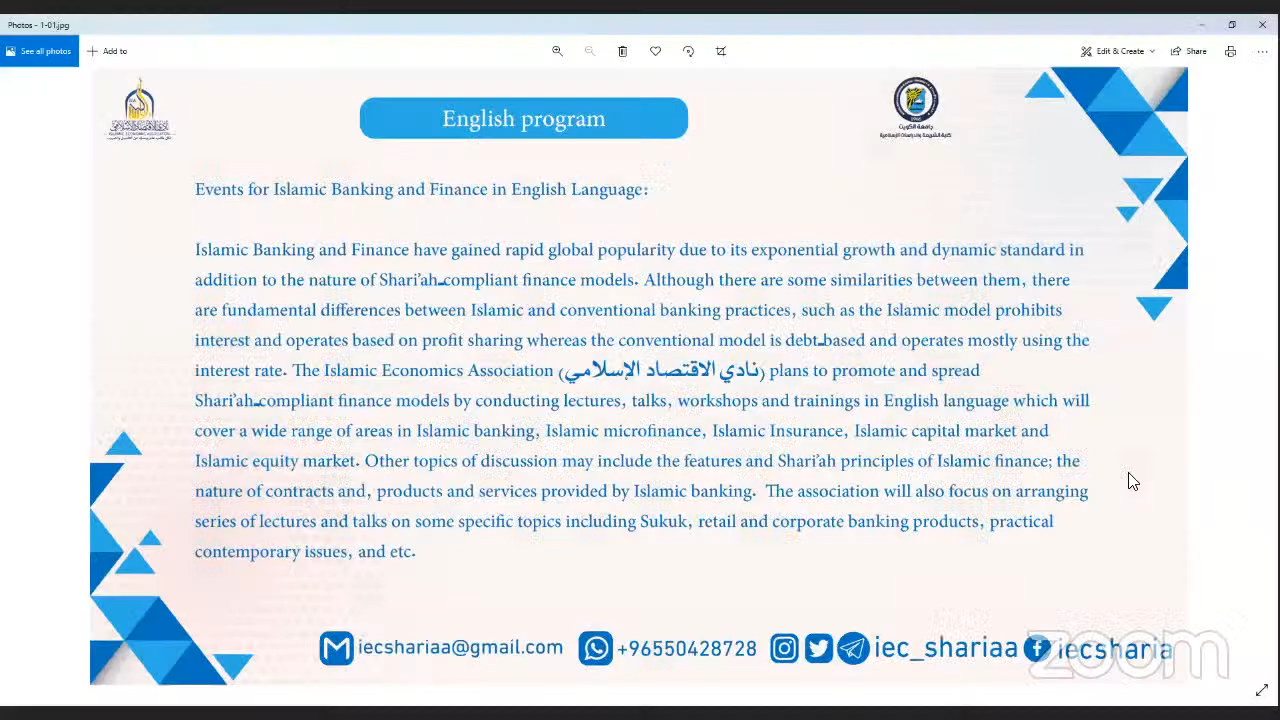 Photos - 1-01.jpg
See all photos
Add to
Edit & Create
Share
ISLAMIC ECONOMIC ASSOCIATION
English program
1966
جامعة الكويت
كلية الشريعة والدراسات الإسلامية
Events for Islamic Banking and Finance in English Language:
Islamic Banking and Finance have gained rapid global popularity due to its exponential growth and dynamic standard in
addition to the nature of Shari'ah-compliant finance models. Although there are some similarities between them, there
are fundamental differences between Islamic and conventional banking practices, such as the Islamic model prohibits
interest and operates based on profit sharing whereas the conventional model is debt-based and operates mostly using the
interest rate. The Islamic Economics Association (نادي الاقتصاد الإسلامي) plans to promote and spread
Shari'ah-compliant finance models by conducting lectures, talks, workshops and trainings in English language which will
cover a wide range of areas in Islamic banking, Islamic microfinance, Islamic Insurance, Islamic capital market and
Islamic equity market. Other topics of discussion may include the features and Shari'ah principles of Islamic finance; the
nature of contracts and, products and services provided by Islamic banking. The association will also focus on arranging
series of lectures and talks on some specific topics including Sukuk, retail and corporate banking products, practical
contemporary issues, and etc.
iecshariaa@gmail.com +96550428728 iec_shariaa iecsharia
zoom